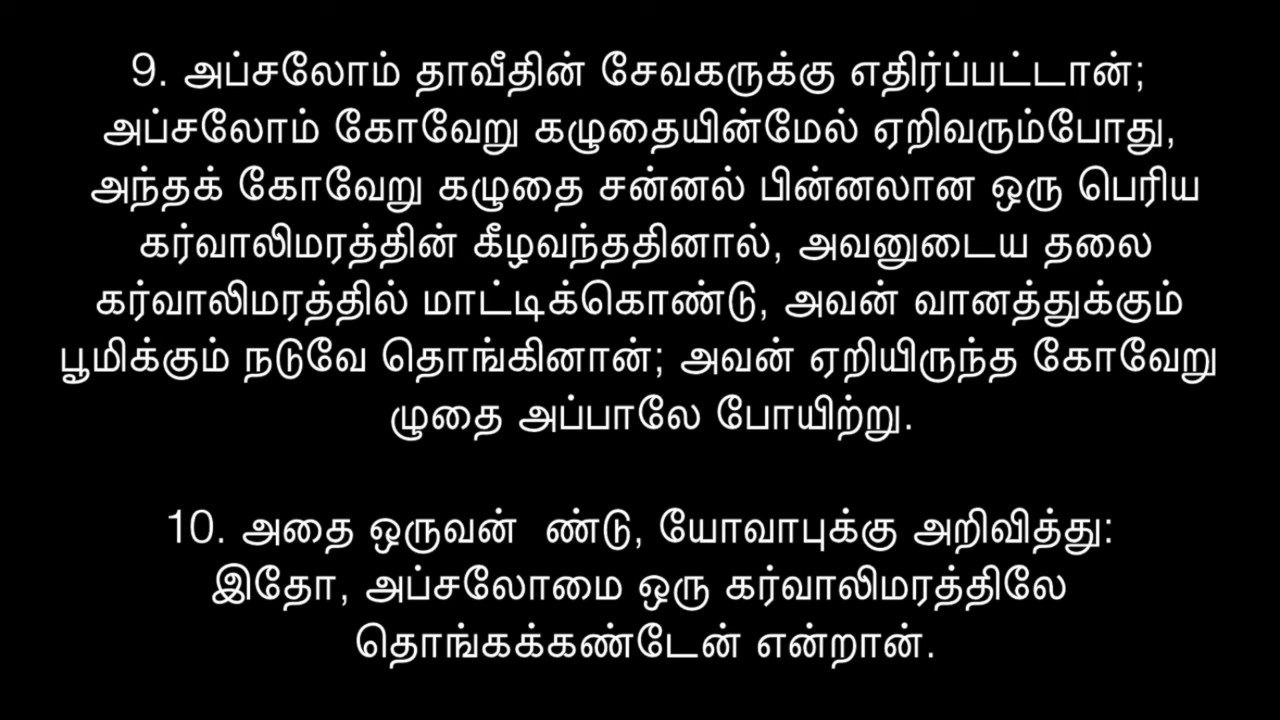 9. அப்சலோம் தாவீதின் சேவகருக்கு எதிர்ப்பட்டான்;
அப்சலோம் கோவேறு கழுதையின்மேல் ஏறிவரும்போது,
அந்தக் கோவேறு கழுதை சன்னல் பின்னலான ஒரு பெரிய
கர்வாலிமரத்தின் கீழவந்ததினால், அவனுடைய தலை
கர்வாலிமரத்தில் மாட்டிக்கொண்டு, அவன் வானத்துக்கும்
பூமிக்கும் நடுவே தொங்கினான்; அவன் ஏறியிருந்த கோவேறு
ழுதை அப்பாலே போயிற்று.
10. அதை ஒருவன்  ண்டு, யோவாபுக்கு அறிவித்து:
இதோ, அப்சலோமை ஒரு கர்வாலிமரத்திலே
தொங்கக்கண்டேன் என்றான்.